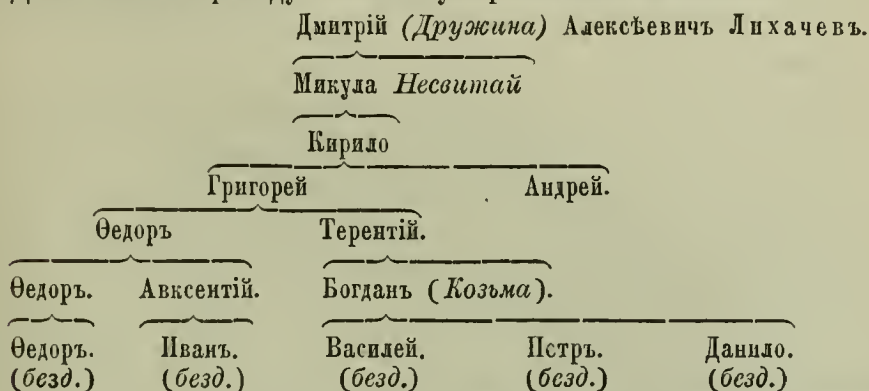 Дмитрій (Дружина) Алексѣевичъ Лихачевъ.
Микула Несвитай
Кирило
Григорей Андрей.
Ѳедоръ Терентій.
Ѳедоръ. Авксентій. Богданъ (Козьма).
Ѳедоръ. Иванъ. Василей. Петръ. Данило.
(безд.) (безд.) (безд.) (безд.) (безд.)